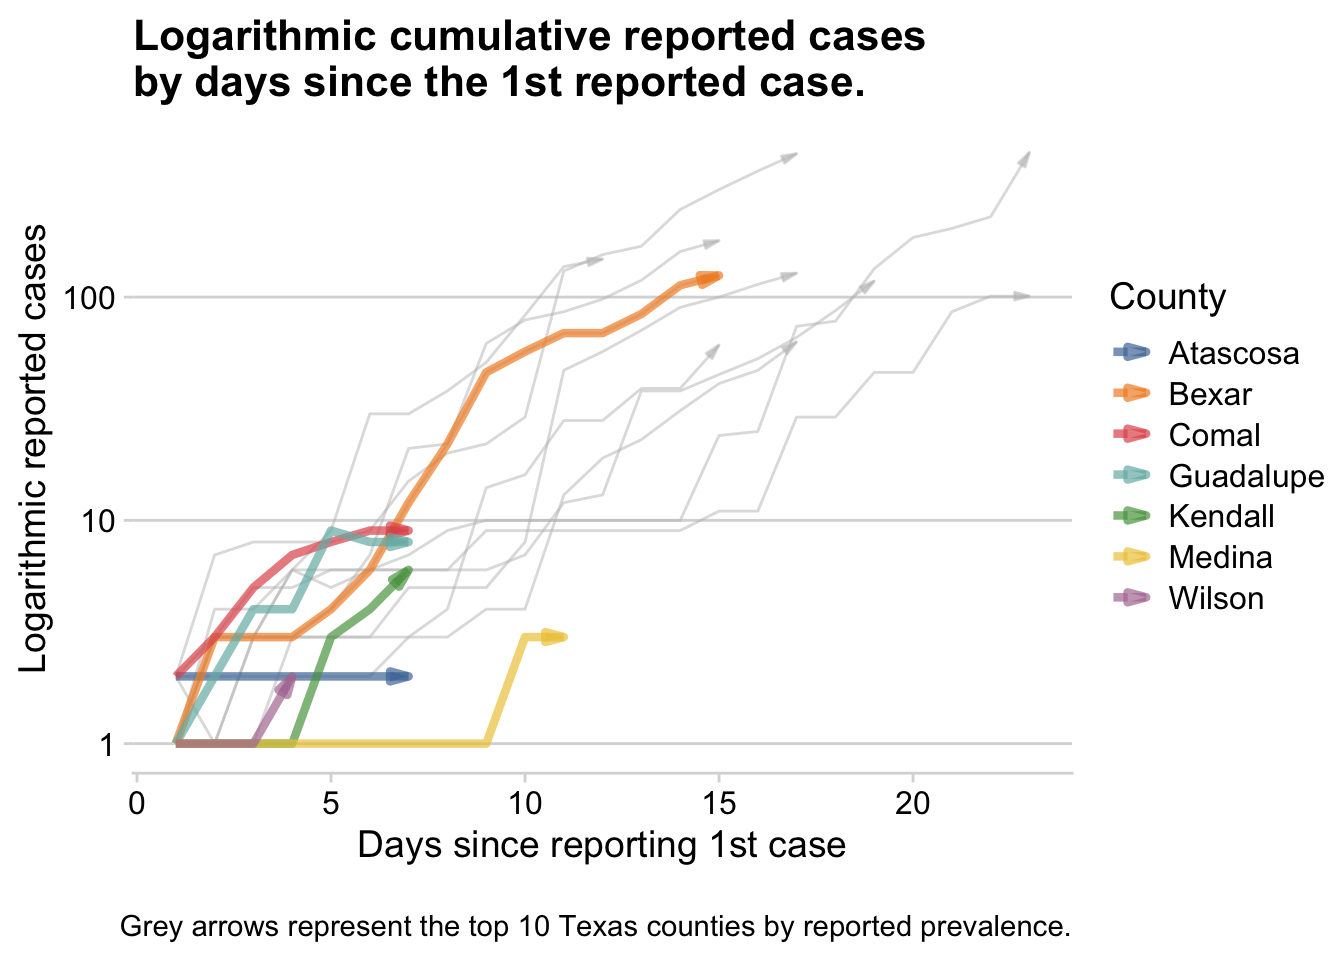 Logarithmic cumulative reported cases
by days since the 1st reported case.
Logarithmic reported cases
100
10
1
0 5 10 15 20
Days since reporting 1st case
County
Atascosa
Bexar
Comal
Guadalupe
Kendall
Medina
Wilson
Grey arrows represent the top 10 Texas counties by reported prevalence.